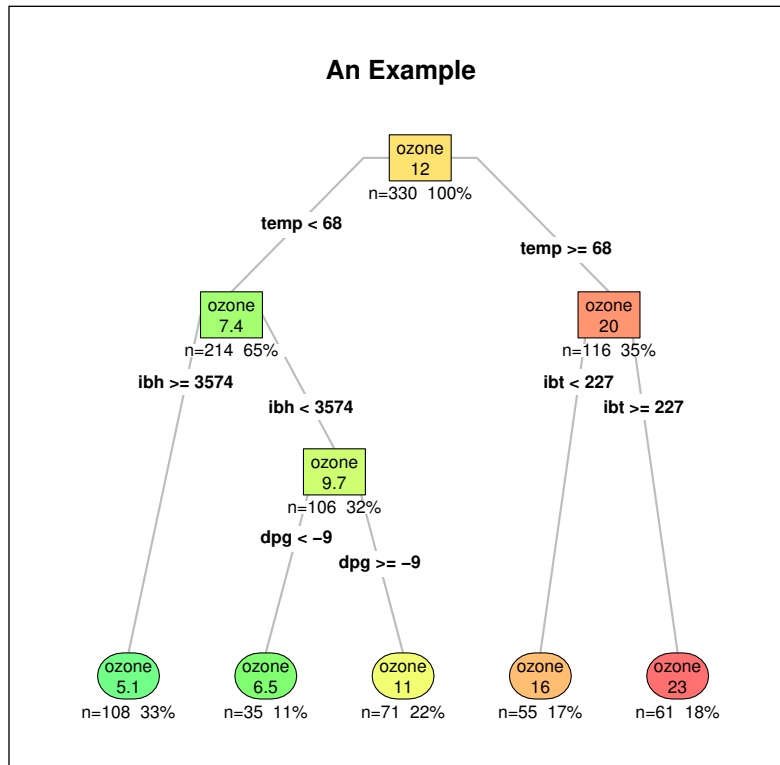 An Example
ozone
12
n=330 100%
temp < 68
temp >= 68
ozone
7.4
n=214 65%
ozone
20
n=116 35%
ibh >= 3574
ibh < 3574
ibt < 227
ibt >= 227
ozone
9.7
n=106 32%
dpg < −9
dpg >= −9
ozone
5.1
n=108 33%
ozone
6.5
n=35 11%
ozone
11
n=71 22%
ozone
16
n=55 17%
ozone
23
n=61 18%